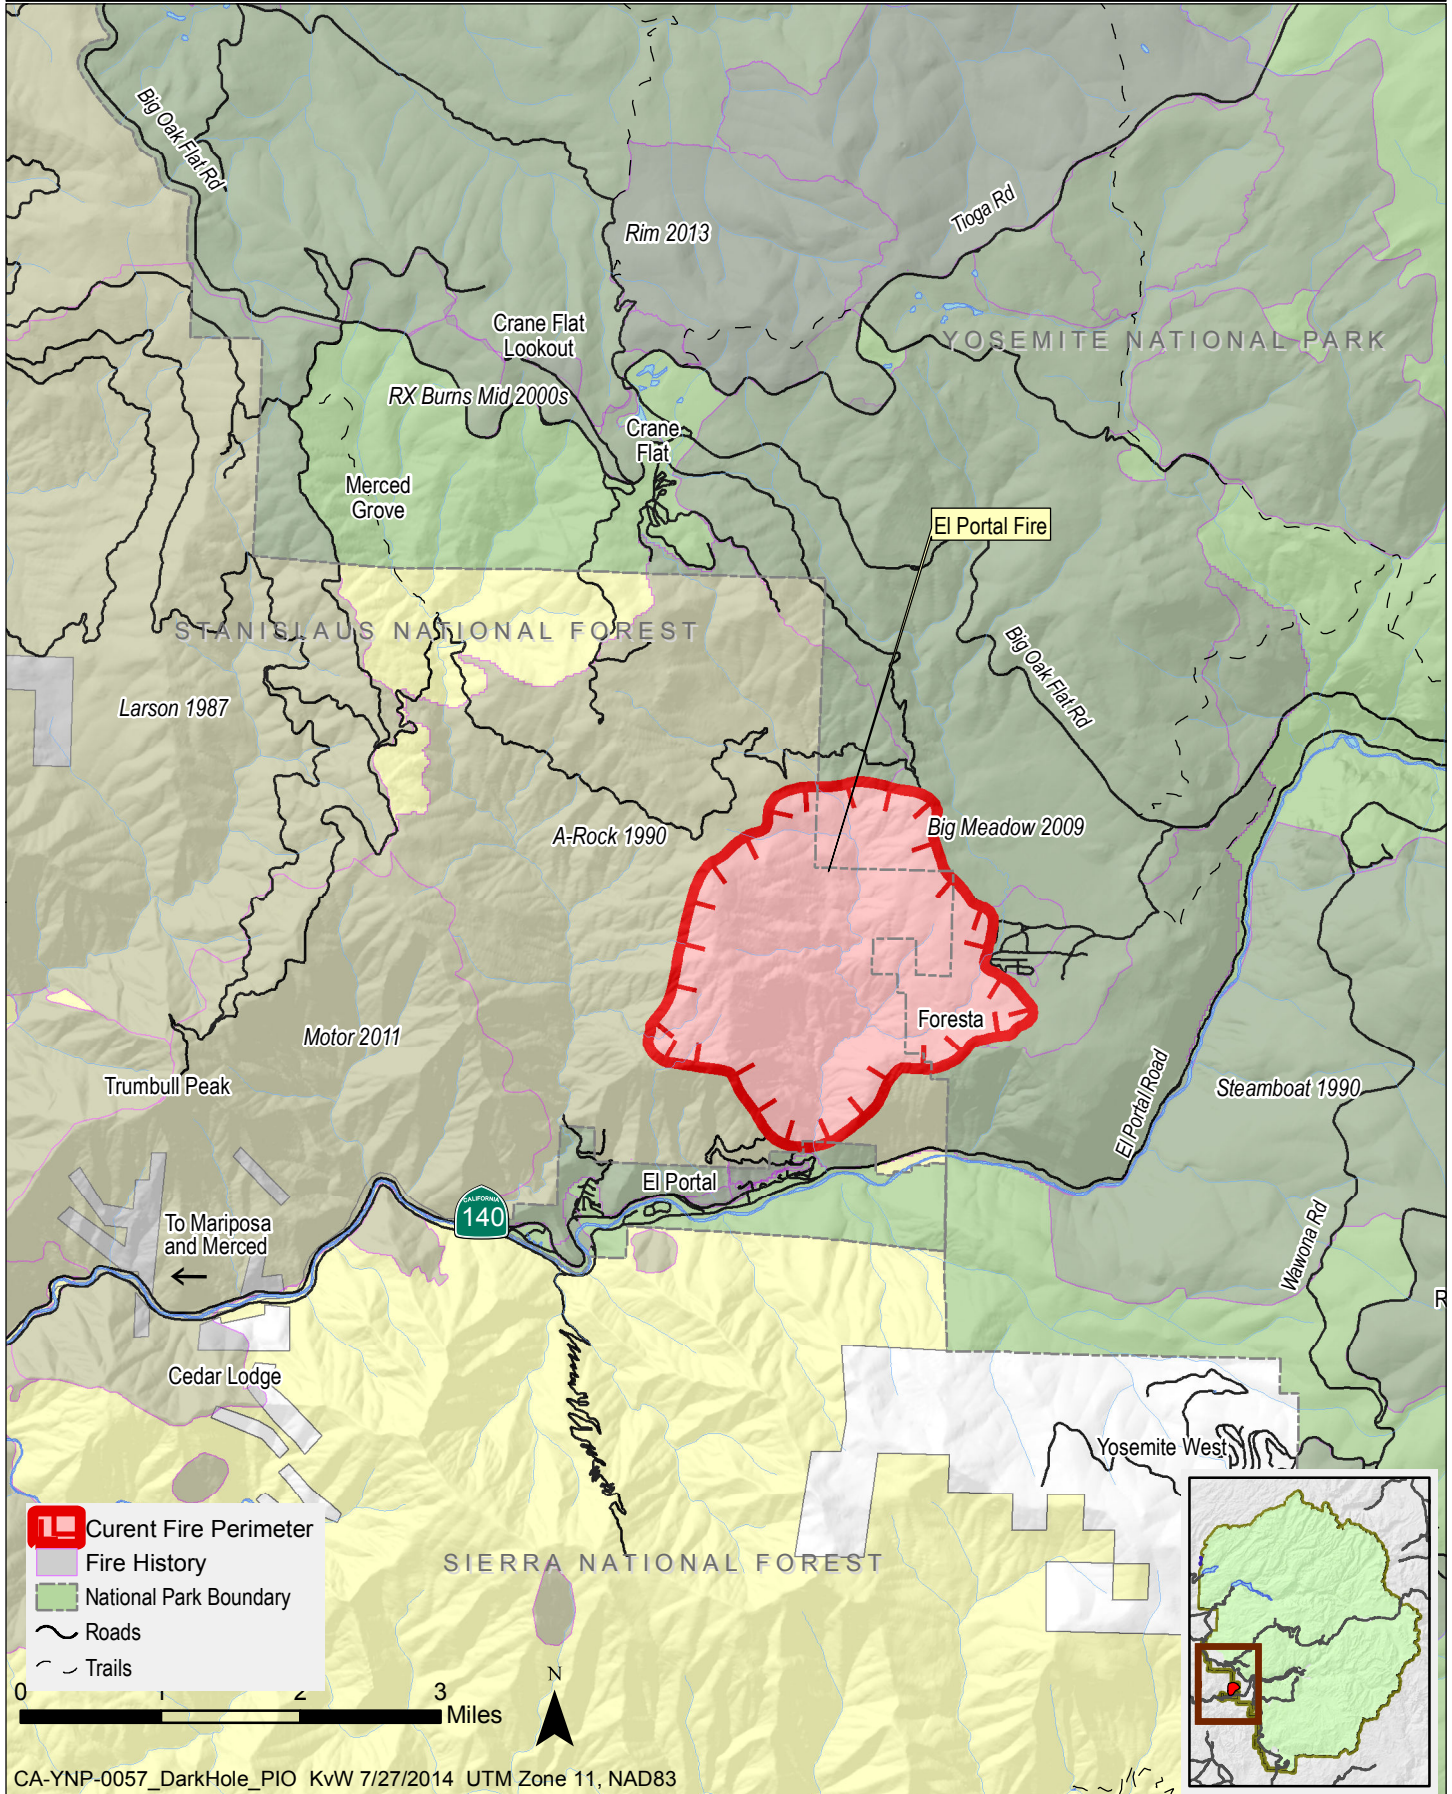 Big Oak Flat Rd
Rim 2013
Tioga Rd
Crane Flat
Lookout
YOSEMITE NATIONAL PARK
RX Burns Mid 2000s
Crane
Flat
Merced
Grove
El Portal Fire
STANISLAUS NATIONAL FOREST
Big Oak Flat Rd
Larson 1987
A-Rock 1990
Big Meadow 2009
Foresta
Motor 2011
Trumbull Peak
El Portal Road
Steamboat 1990
El Portal
CALIFORNIA
140
To Mariposa
and Merced
Wawona Rd
R
Cedar Lodge
Yosemite West
SIERRA NATIONAL FOREST
Curent Fire Perimeter
Fire History
National Park Boundary
Roads
Trails
N
0 1 2 3
Miles
CA-YNP-0057_DarkHole_PIO KvW 7/27/2014 UTM Zone 11, NAD83